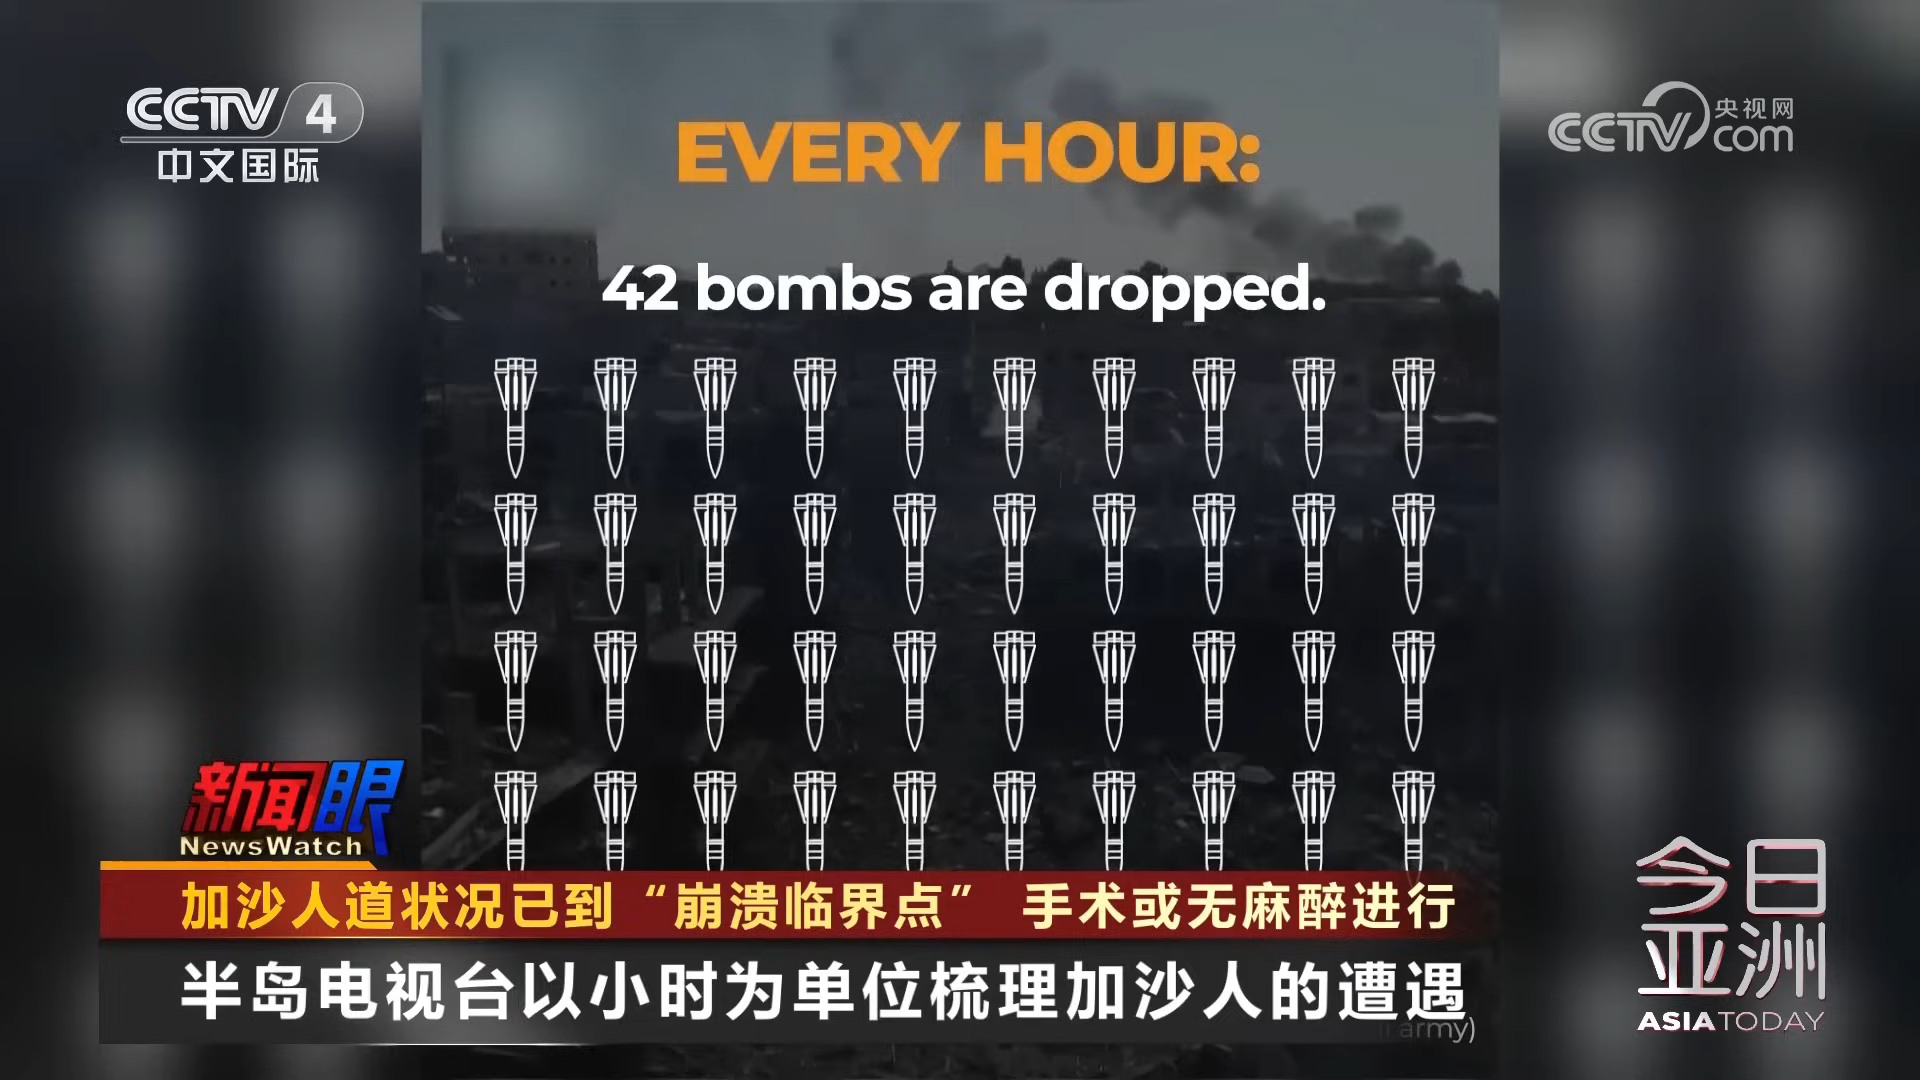 CCTV 4
中文国际
央视网
CCTV.com
EVERY HOUR:
42 bombs are dropped.
新闻眼
NewsWatch
加沙人道状况已到“崩溃临界点” 手术或无麻醉进行
半岛电视台以小时为单位梳理加沙人的遭遇
army)
今日
亚洲
ASIA TODAY